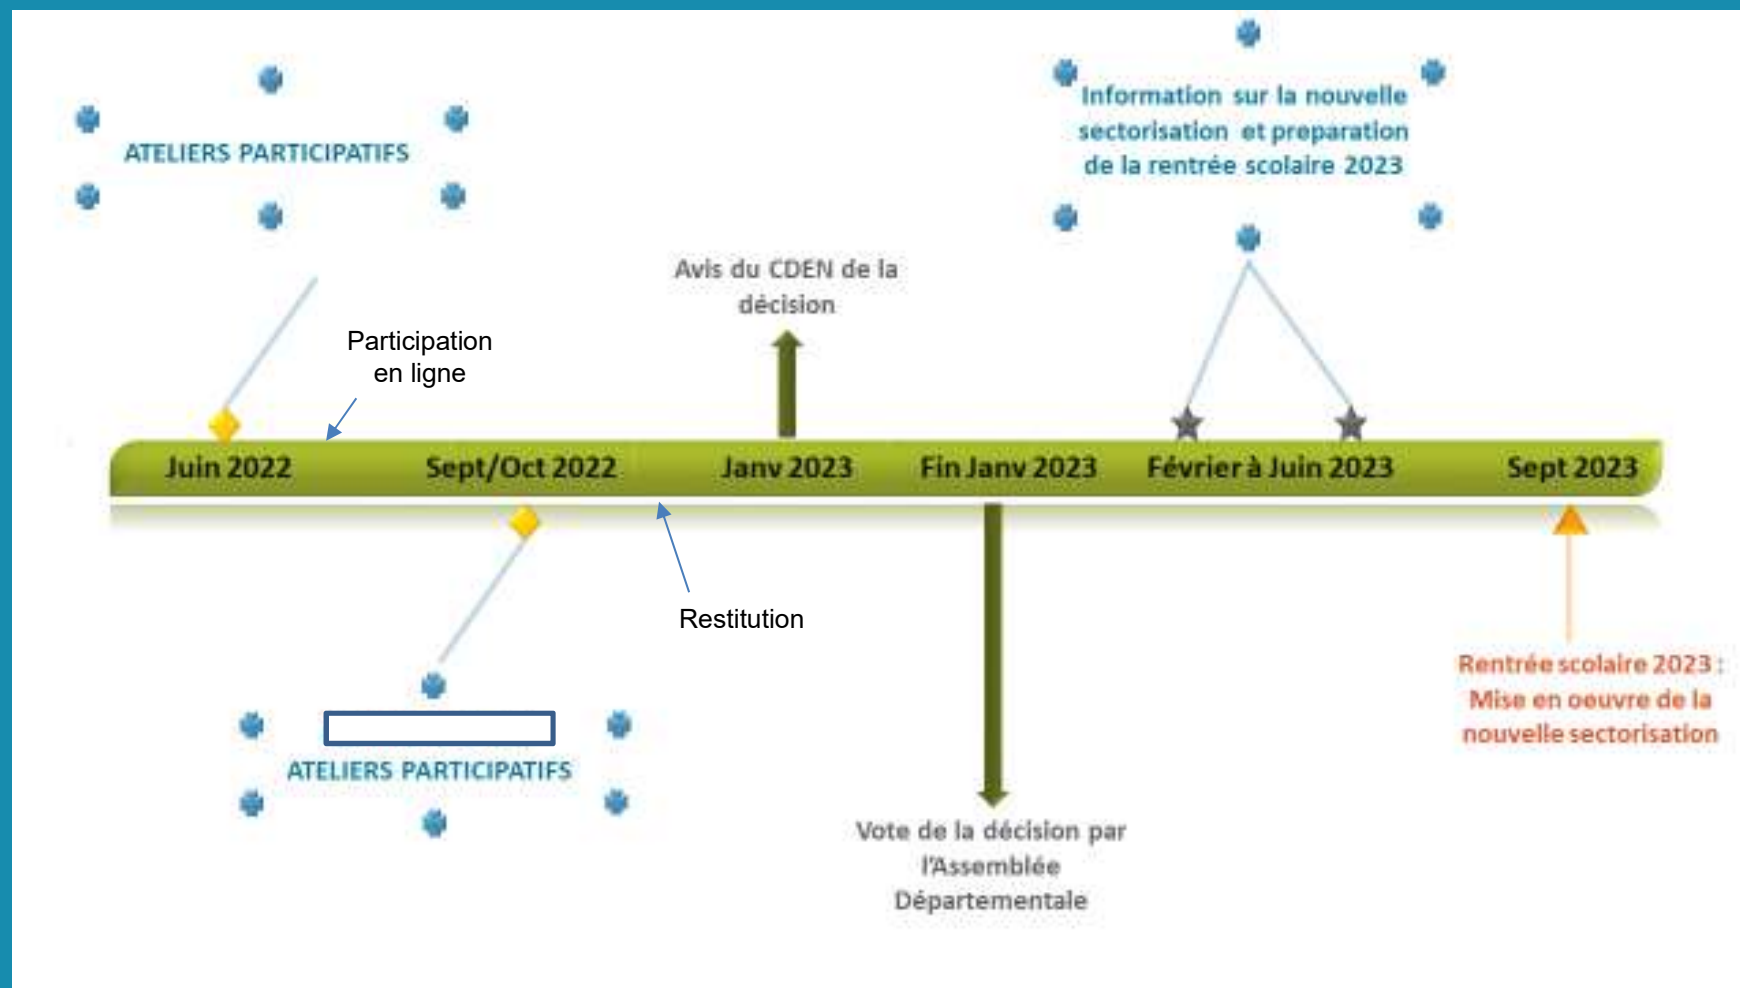 ATELIERS PARTICIPATIFS
Information sur la nouvelle
sectorisation et preparation
de la rentrée scolaire 2023
Avis du CDEN de la
décision
Participation
en ligne
Juin 2022
Sept/Oct 2022
Janv 2023
Fin Janv 2023
Février à Juin 2023
Sept 2023
Restitution
Rentrée scolaire 2023 :
Mise en oeuvre de la
nouvelle sectorisation
ATELIERS PARTICIPATIFS
Vote de la décision par
l'Assemblée
Départementale